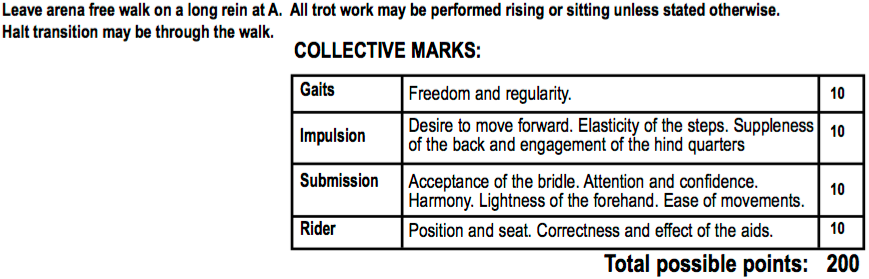 Leave arena free walk on a long rein at A. All trot work may be performed rising or sitting unless stated otherwise.
Halt transition may be through the walk.
COLLECTIVE MARKS:
Gaits Freedom and regularity. 10
Impulsion Desire to move forward. Elasticity of the steps. Suppleness 10
of the back and engagement of the hind quarters
Submission Acceptance of the bridle. Attention and confidence. 10
Harmony. Lightness of the forehand. Ease of movements.
Rider Position and seat. Correctness and effect of the aids. 10
Total possible points: 200